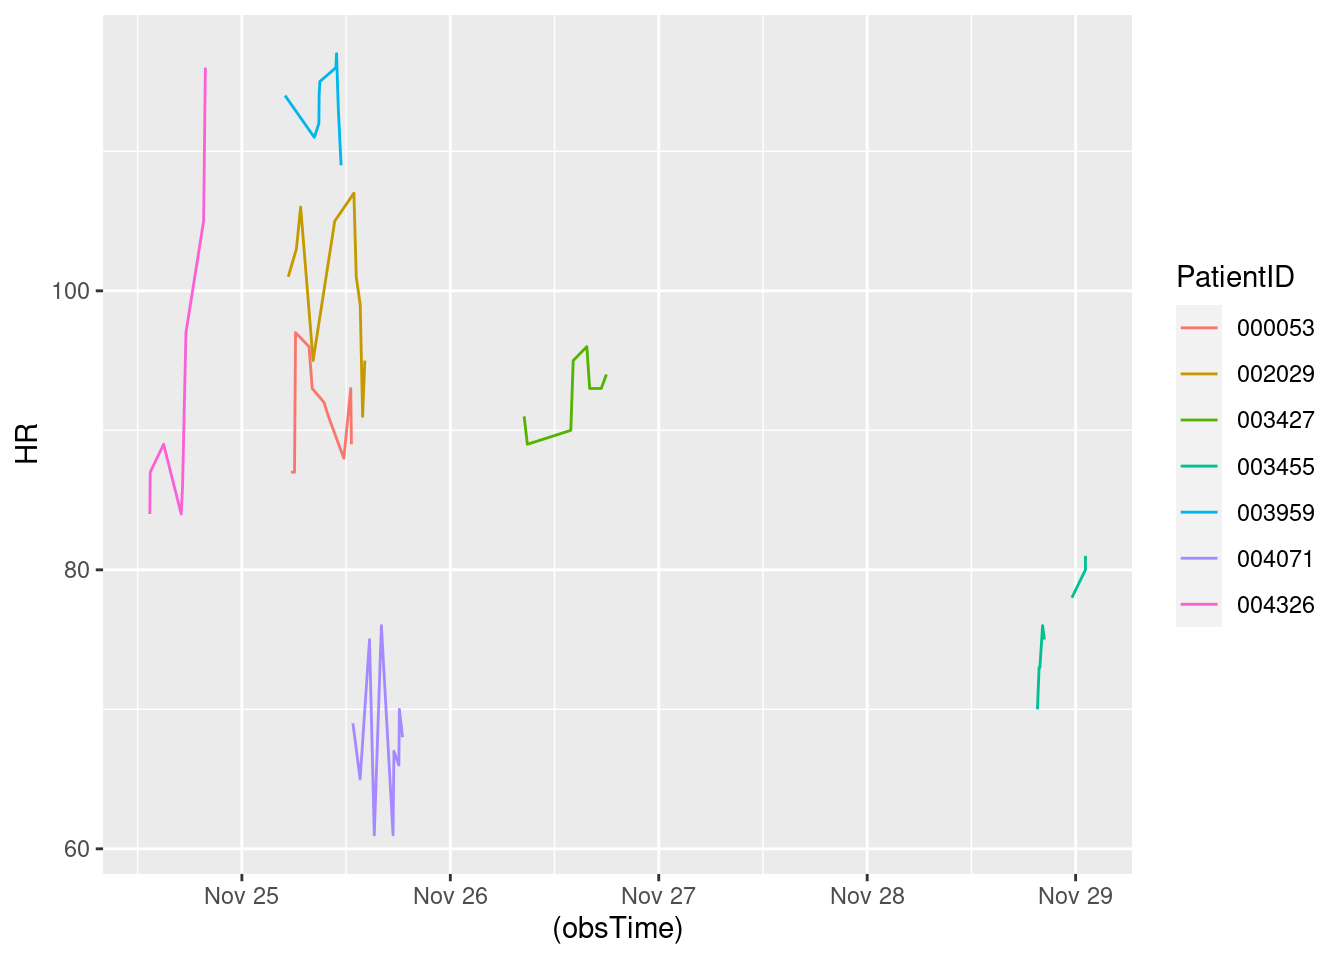 HR
100
80
60
Nov 25
Nov 26
Nov 27
Nov 28
Nov 29
(obsTime)
PatientID
000053
002029
003427
003455
003959
004071
004326